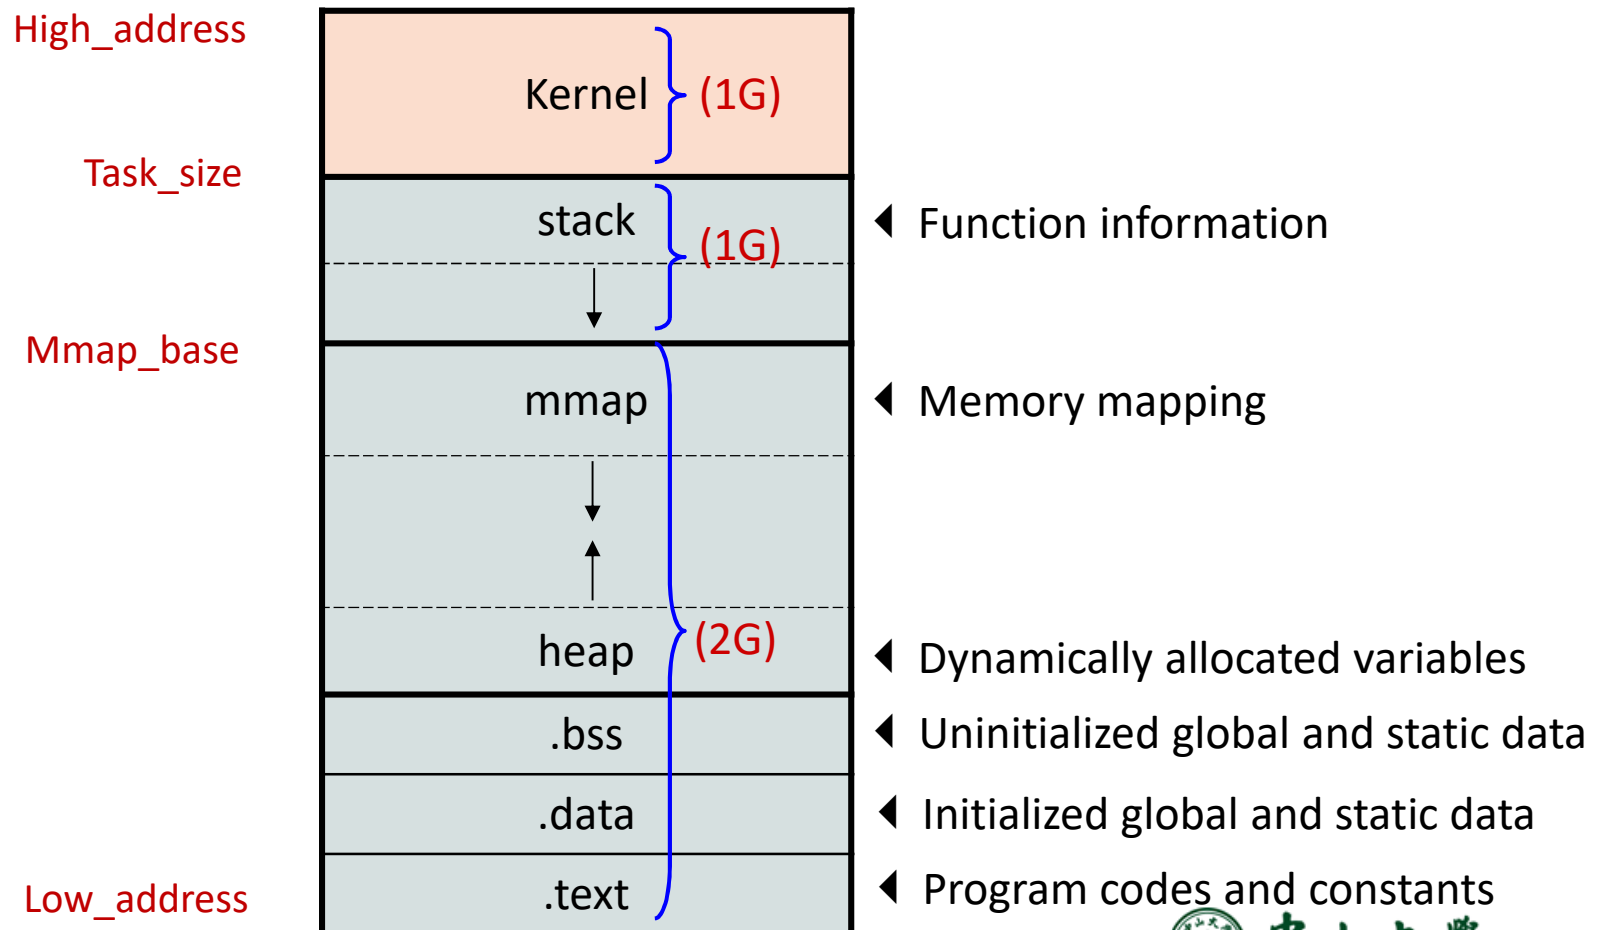 High_address
Kernel (1G)
Task_size
stack
(1G)
Function information
Mmap_base
mmap
Memory mapping
heap
(2G)
Dynamically allocated variables
.bss
Uninitialized global and static data
.data
Initialized global and static data
Low_address
.text
Program codes and constants